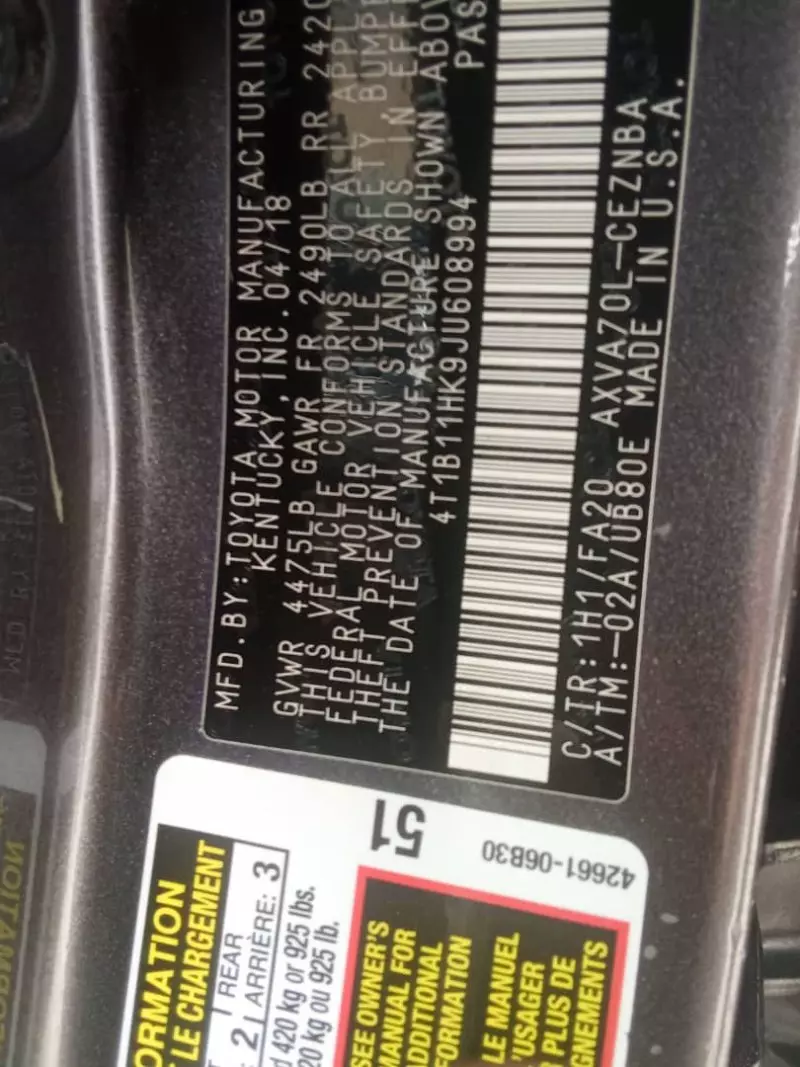 MFD.BY:TOYOTA MOTOR MANUFACTURING
KENTUCKY,INC.04/18
GVWR 4475LB GAWR FR 2490LB RR 242
THIS VEHICLE CONFORMS TO ALL APPL
FEDERAL MOTOR VEHICLE SAFETY BUMPE
THEFT PREVENTION STANDARDS IN EFF
THE DATE OF MANUFACTURE SHOWN ABOV
4T1B11HK9JU608994 PAS
C/TR:1H1/FA20 AXVA70L-CEZNBA
A/TM:-02A/UB80E MADE IN U.S.A.
51
42661-06B30
ORMATION
LE CHARGEMENT
2 REAR
ARRIÈRE: 3
420 kg or 925 lbs.
20 kg ou 925 lb.
SEE OWNER'S
MANUAL FOR
ADDITIONAL
FORMATION
LE MANUEL
'USAGER
PLUS DE
GNEMENTS